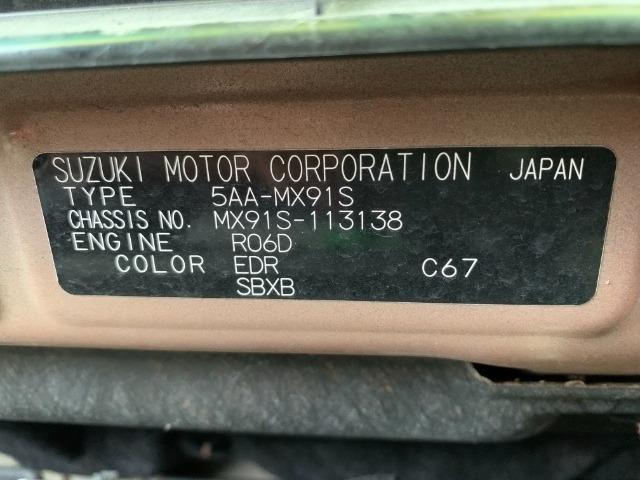 SUZUKI MOTOR CORPORATION JAPAN
TYPE 5AA-MX91S
CHASSIS NO. MX91S-113138
ENGINE R06D
COLOR EDR C67
SBXB